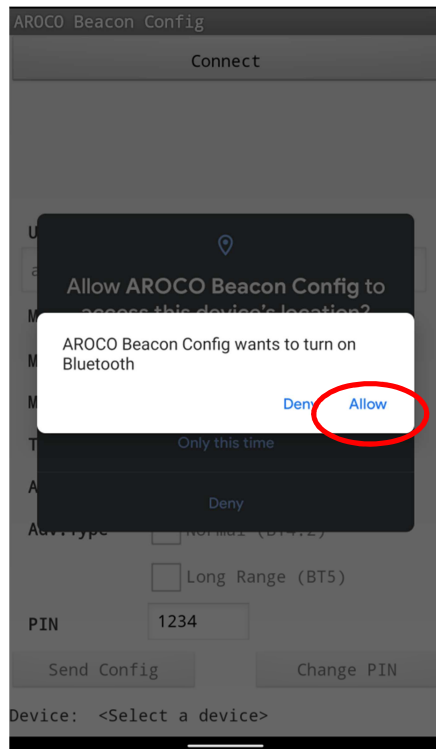 AROCO Beacon Config
Connect
U
a
Allow AROCO Beacon Config to
access this device's location?
M
AROCO Beacon Config wants to turn on
Bluetooth
M
Deny Allow
M
Only this time
T
A
Deny
Adv.Type Normal (BT4.2)
Long Range (BT5)
PIN 1234
Send Config Change PIN
Device: <Select a device>